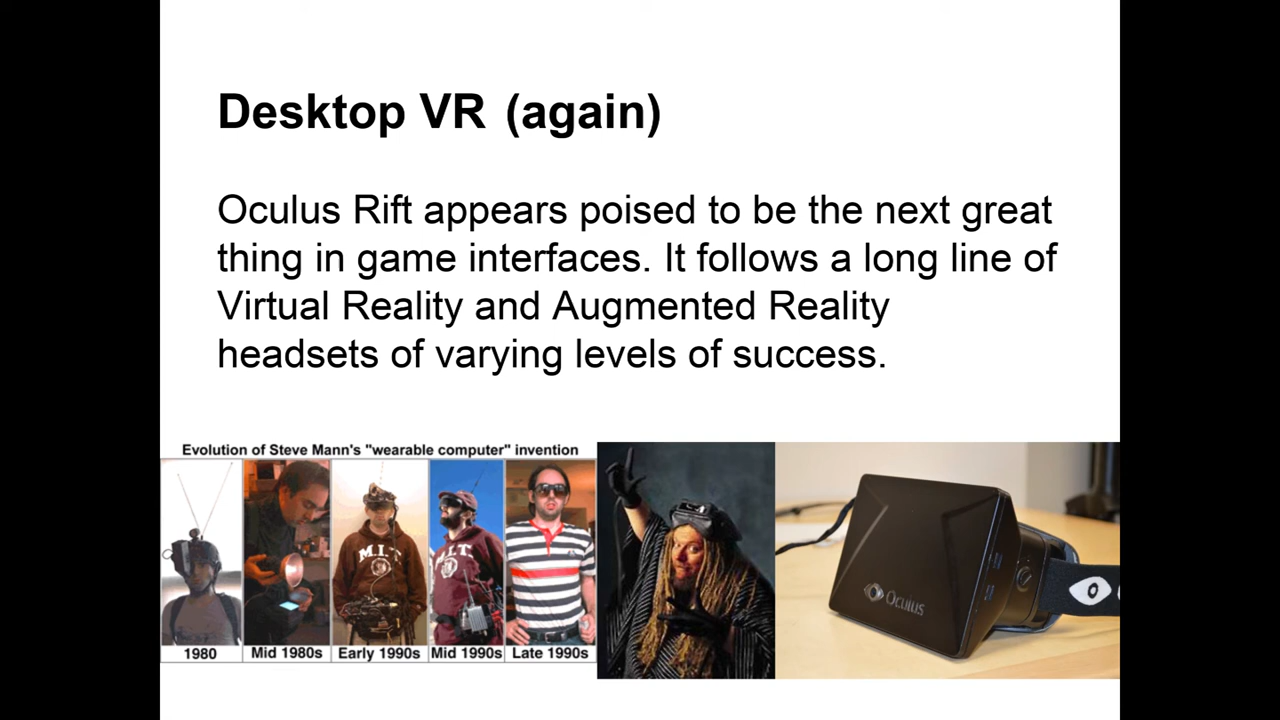 Desktop VR (again)
Oculus Rift appears poised to be the next great
thing in game interfaces. It follows a long line of
Virtual Reality and Augmented Reality
headsets of varying levels of success.
Evolution of Steve Mann's "wearable computer" invention
M.I.T.
M.I.T.
1980
Mid 1980s
Early 1990s
Mid 1990s
Late 1990s
Oculus